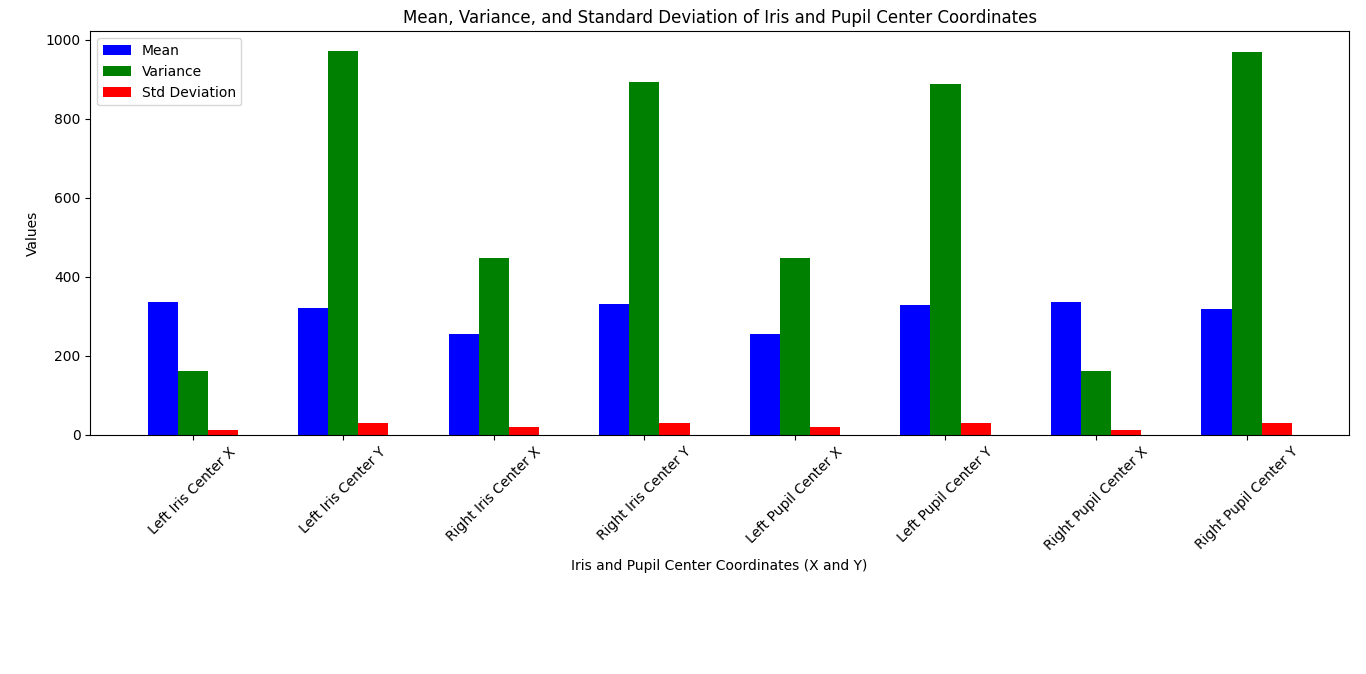 Mean, Variance, and Standard Deviation of Iris and Pupil Center Coordinates
Mean
Variance
Std Deviation
1000
800
600
400
200
0
Values
Left Iris Center X
Left Iris Center Y
Right Iris Center X
Right Iris Center Y
Left Pupil Center X
Left Pupil Center Y
Right Pupil Center X
Right Pupil Center Y
Iris and Pupil Center Coordinates (X and Y)